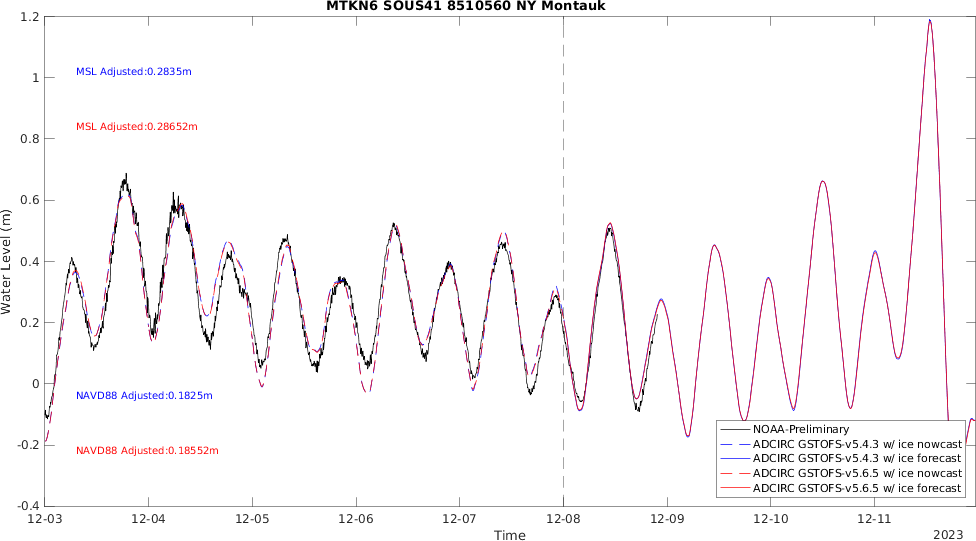 MTKN6 SOUS41 8510560 NY Montauk
1.2
1
0.8
0.6
0.4
0.2
0
-0.2
-0.4
Water Level (m)
MSL Adjusted:0.2835m
MSL Adjusted:0.28652m
NAVD88 Adjusted:0.1825m
NAVD88 Adjusted:0.18552m
NOAA-Preliminary
ADCIRC GSTOFS-v5.4.3 w/ ice nowcast
ADCIRC GSTOFS-v5.4.3 w/ ice forecast
ADCIRC GSTOFS-v5.6.5 w/ ice nowcast
ADCIRC GSTOFS-v5.6.5 w/ ice forecast
12-03 12-04 12-05 12-06 12-07 12-08 12-09 12-10 12-11
Time
2023